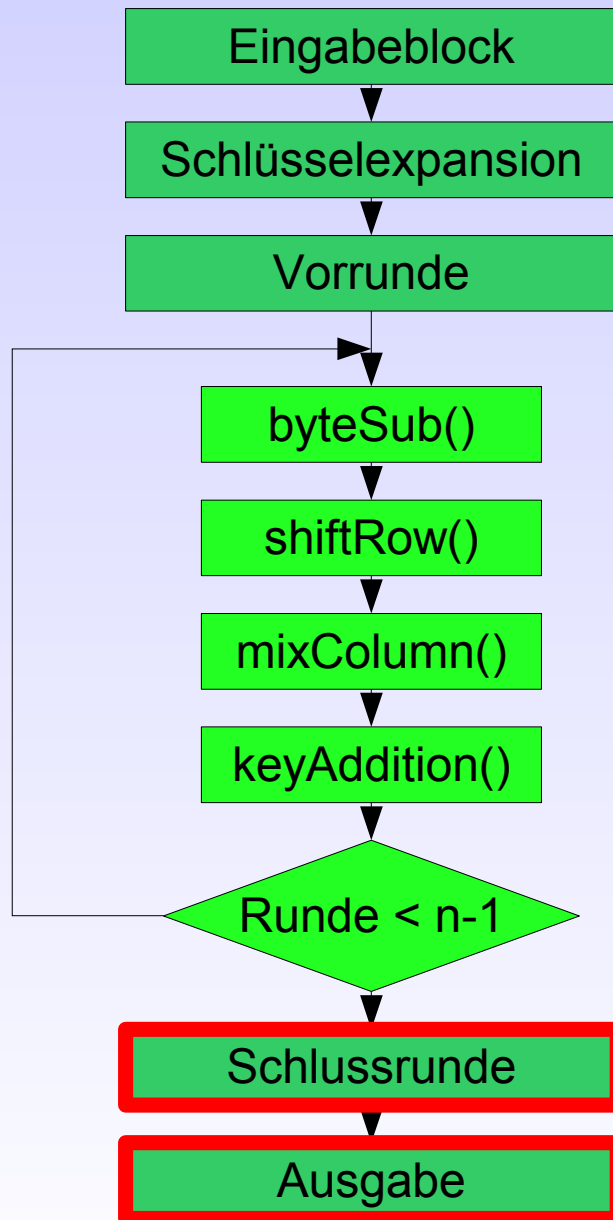 Eingabeblock
Schlüsselexpansion
Vorrunde
byteSub()
shiftRow()
mixColumn()
keyAddition()
Runde < n-1
Schlussrunde
Ausgabe